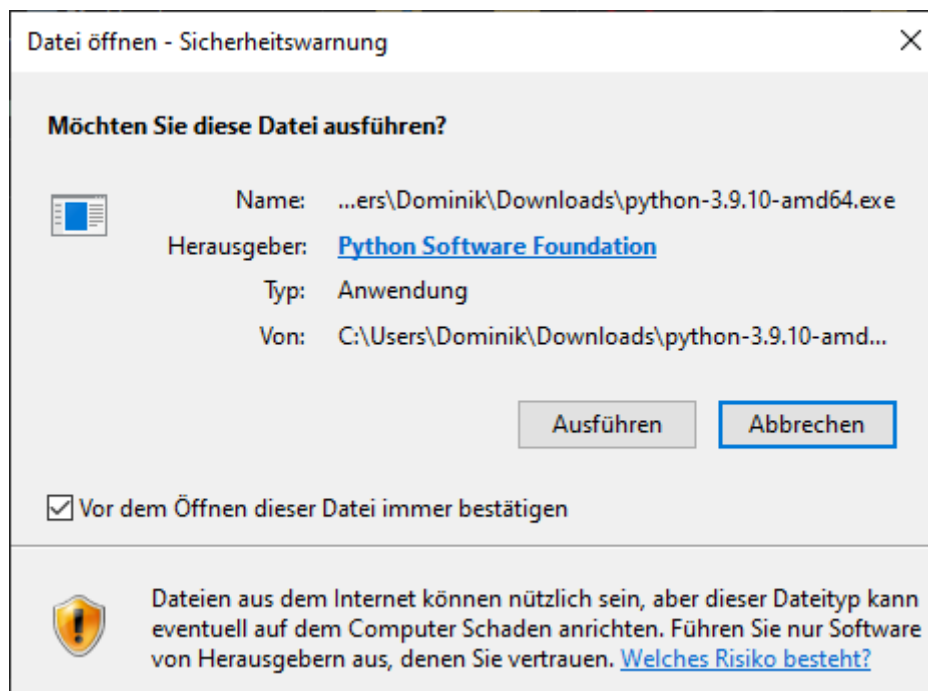 Datei öffnen - Sicherheitswarnung
Möchten Sie diese Datei ausführen?
Name: ...ers\Dominik\Downloads\python-3.9.10-amd64.exe
Herausgeber: Python Software Foundation
Typ: Anwendung
Von: C:\Users\Dominik\Downloads\python-3.9.10-amd...
Ausführen Abbrechen
Vor dem Öffnen dieser Datei immer bestätigen
Dateien aus dem Internet können nützlich sein, aber dieser Dateityp kann
eventuell auf dem Computer Schaden anrichten. Führen Sie nur Software
von Herausgebern aus, denen Sie vertrauen. Welches Risiko besteht?